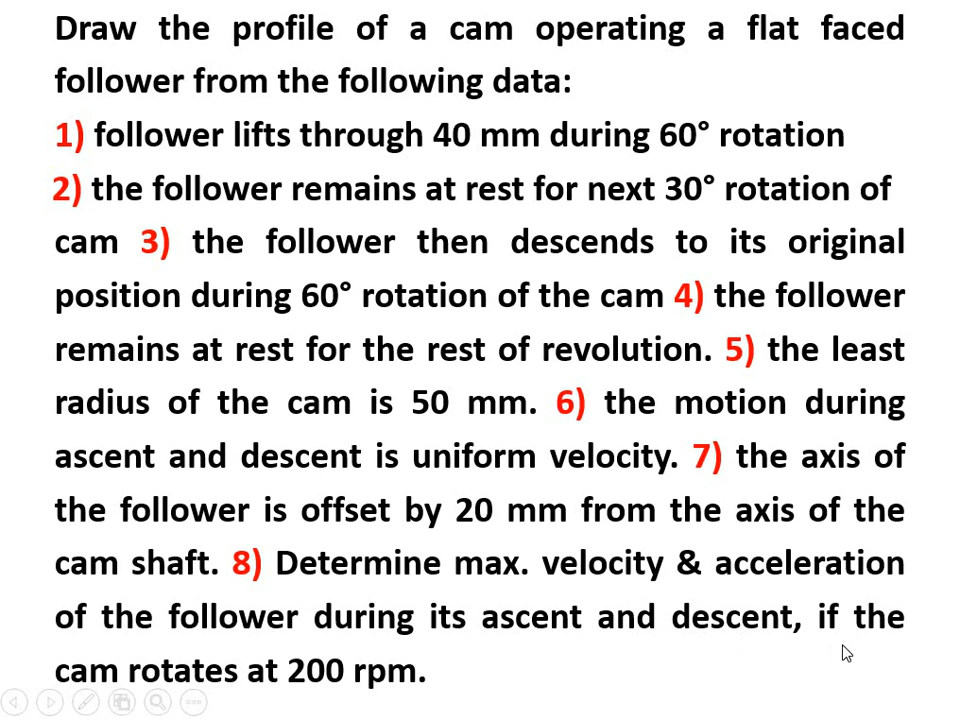 Draw the profile of a cam operating a flat faced
follower from the following data:
1) follower lifts through 40 mm during 60° rotation
2) the follower remains at rest for next 30° rotation of
cam 3) the follower then descends to its original
position during 60° rotation of the cam 4) the follower
remains at rest for the rest of revolution. 5) the least
radius of the cam is 50 mm. 6) the motion during
ascent and descent is uniform velocity. 7) the axis of
the follower is offset by 20 mm from the axis of the
cam shaft. 8) Determine max. velocity & acceleration
of the follower during its ascent and descent, if the
cam rotates at 200 rpm.